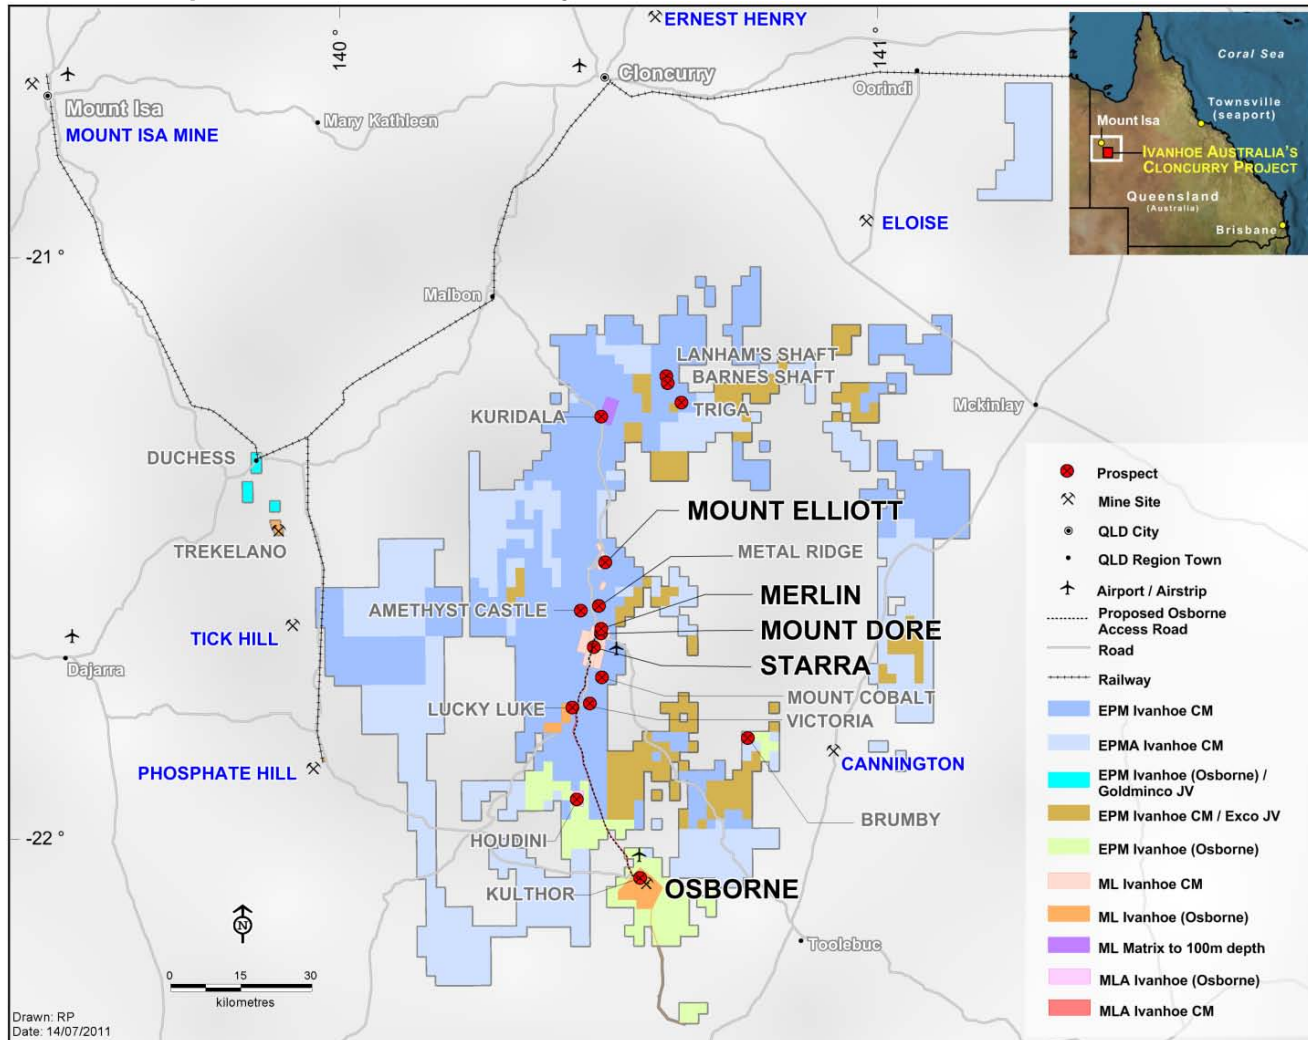 ERNEST HENRY
140 °
141 °
Cloncurry
Oorindi
Mount Isa
MOUNT ISA MINE
Mary Kathleen
Coral Sea
Townsville
(seaport)
Mount Isa
IVANHOE AUSTRALIA'S
CLONCURRY PROJECT
Queensland
(Australia)
Brisbane
ELOISE
-21 °
Malbon
LANHAM'S SHAFT
BARNES SHAFT
TRIGA
KURIDALA
Mckinlay
DUCHESS
TREKELANO
MOUNT ELLIOTT
METAL RIDGE
AMETHYST CASTLE
MERLIN
MOUNT DORE
STARRA
TICK HILL
Dajarra
MOUNT COBALT
VICTORIA
LUCKY LUKE
PHOSPHATE HILL
CANNINGTON
BRUMBY
-22 °
HOUDINI
KULTHOR
OSBORNE
Toolebuc
N
0 15 30
kilometres
Drawn: RP
Date: 14/07/2011
Prospect
Mine Site
QLD City
QLD Region Town
Airport / Airstrip
Proposed Osborne
Access Road
Road
Railway
EPM Ivanhoe CM
EPMA Ivanhoe CM
EPM Ivanhoe (Osborne) /
Goldminco JV
EPM Ivanhoe CM / Exco JV
EPM Ivanhoe (Osborne)
ML Ivanhoe CM
ML Ivanhoe (Osborne)
ML Matrix to 100m depth
MLA Ivanhoe (Osborne)
MLA Ivanhoe CM